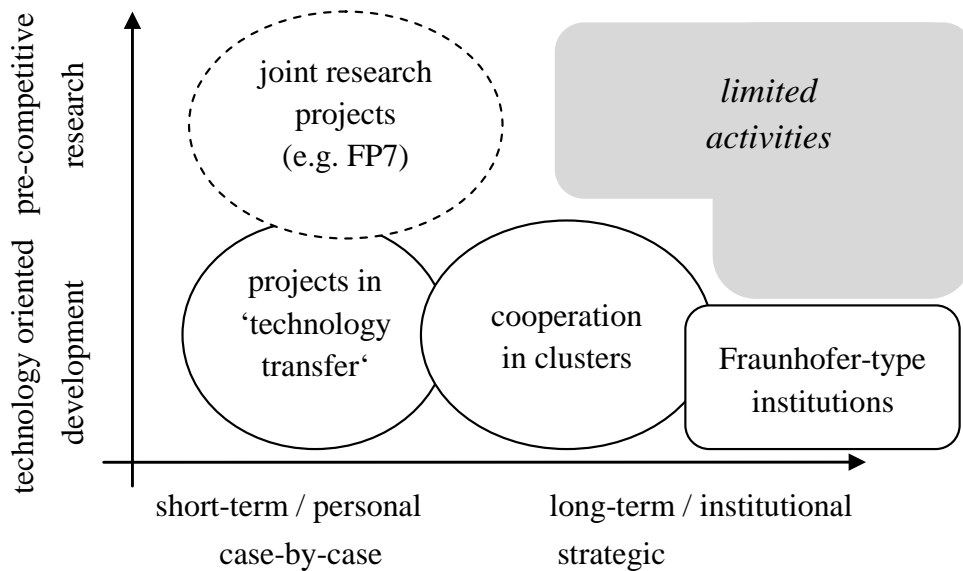 pre-competitive
research
technology oriented
development
joint research
projects
(e.g. FP7)
limited
activities
projects in
‘technology
transfer‘
cooperation
in clusters
Fraunhofer-type
institutions
short-term / personal
case-by-case
long-term / institutional
strategic